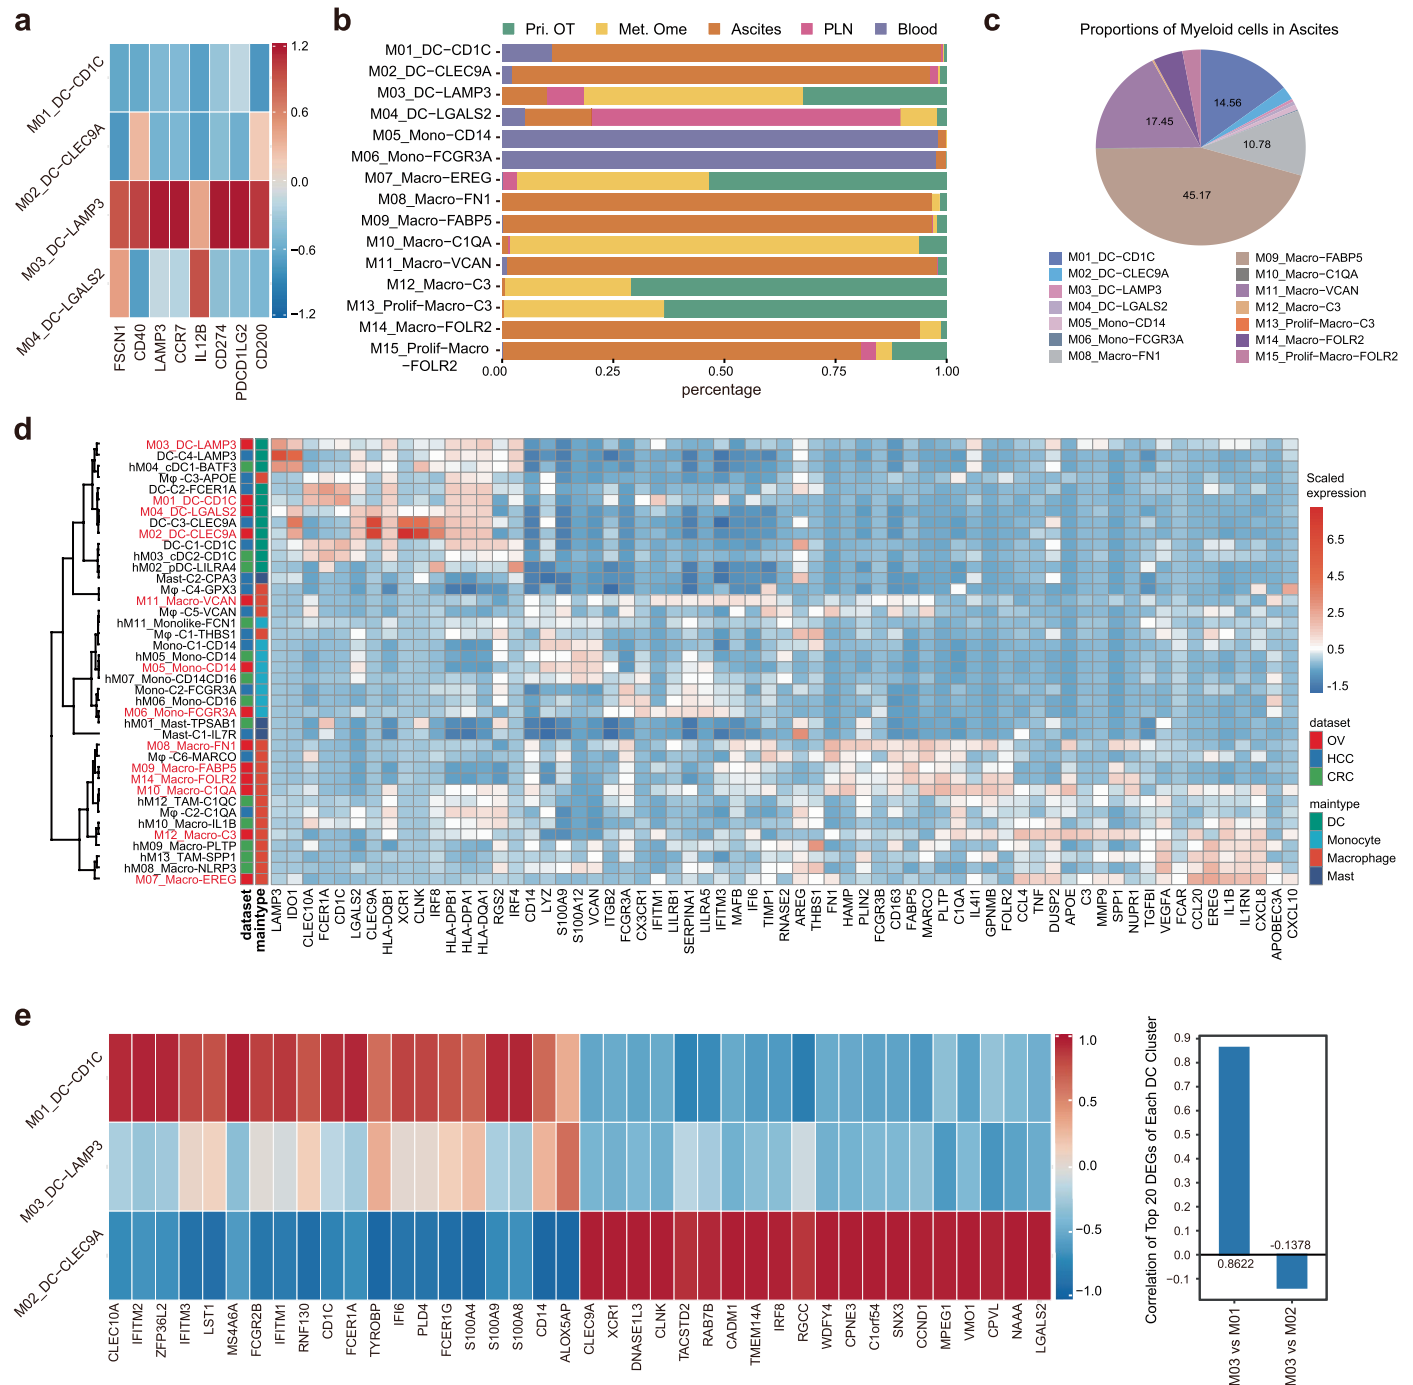 a
M01_DC−CD1C
M02_DC−CLEC9A
M03_DC−LAMP3
M04_DC−LGALS2
1.2
0.6
0.0
−0.6
−1.2
FSCN1
CD40
LAMP3
CCR7
IL12B
CD274
PDCD1LG2
CD200
b
Pri. OT
Met. Ome
Ascites
PLN
Blood
M01_DC−CD1C
M02_DC−CLEC9A
M03_DC−LAMP3
M04_DC−LGALS2
M05_Mono−CD14
M06_Mono−FCGR3A
M07_Macro−EREG
M08_Macro−FN1
M09_Macro−FABP5
M10_Macro−C1QA
M11_Macro−VCAN
M12_Macro−C3
M13_Prolif−Macro−C3
M14_Macro−FOLR2
M15_Prolif−Macro
−FOLR2
0.00
0.25
0.50
0.75
1.00
percentage
c
Proportions of Myeloid cells in Ascites
14.56
17.45
10.78
45.17
M01_DC−CD1C
M02_DC−CLEC9A
M03_DC−LAMP3
M04_DC−LGALS2
M05_Mono−CD14
M06_Mono−FCGR3A
M08_Macro−FN1
M09_Macro−FABP5
M10_Macro−C1QA
M11_Macro−VCAN
M12_Macro−C3
M13_Prolif−Macro−C3
M14_Macro−FOLR2
M15_Prolif−Macro−FOLR2
d
M03_DC-LAMP3
DC-C4-LAMP3
hM04_cDC1-BATF3
Mφ-C3-APOE
DC-C2-FCER1A
M01_DC-CD1C
M04_DC-LGALS2
DC-C3-CLEC9A
M02_DC-CLEC9A
DC-C1-CD1C
hM03_cDC2-CD1C
hM02_pDC-LILRA4
Mast-C2-CPA3
Mφ-C4-GPX3
M11_Macro-VCAN
Mφ-C5-VCAN
hM11_Monolike-FCN1
Mφ-C1-THBS1
Mono-C1-CD14
hM05_Mono-CD14
M05_Mono-CD14
hM07_Mono-CD14CD16
Mono-C2-FCGR3A
hM06_Mono-CD16
M06_Mono-FCGR3A
hM01_Mast-TPSAB1
Mast-C1-IL7R
M08_Macro-FN1
Mφ-C6-MARCO
M09_Macro-FABP5
M14_Macro-FOLR2
M10_Macro-C1QA
hM12_TAM-C1QC
Mφ-C2-C1QA
hM10_Macro-IL1B
M12_Macro-C3
hM09_Macro-PLTP
hM13_TAM-SPP1
hM08_Macro-NLRP3
M07_Macro-EREG
dataset
maintype
LAMP3
IDO1
CLEC10A
FCER1A
CD1C
LGALS2
CLEC9A
HLA-DQB1
XCR1
CLNK
IRF8
HLA-DPB1
HLA-DPA1
HLA-DQA1
RGS2
IRF4
CD14
LYZ
S100A9
S100A12
VCAN
ITGB2
FCGR3A
CX3CR1
IFITM1
LILRB1
SERPINA1
LILRA5
IFITM3
MAFB
IFI6
TIMP1
RNASE2
AREG
THBS1
FN1
HAMP
PLIN2
FCGR3B
CD163
FABP5
MARCO
PLTP
C1QA
IL4I1
GPNMB
FOLR2
CCL4
TNF
DUSP2
APOE
C3
MMP9
SPP1
NUPR1
TGFBI
VEGFA
FCAR
CCL20
EREG
IL1B
IL1RN
CXCL8
APOBEC3A
CXCL10
Scaled
expression
6.5
4.5
2.5
0.5
-1.5
dataset
OV
HCC
CRC
maintype
DC
Monocyte
Macrophage
Mast
e
M01_DC−CD1C
M03_DC−LAMP3
M02_DC−CLEC9A
CLEC10A
IFITM2
ZFP36L2
IFITM3
LST1
MS4A6A
FCGR2B
IFITM1
RNF130
CD1C
FCER1A
TYROBP
IFI6
PLD4
FCER1G
S100A4
S100A9
S100A8
CD14
ALOX5AP
CLEC9A
XCR1
DNASE1L3
CLNK
TACSTD2
RAB7B
CADM1
TMEM14A
IRF8
RGCC
WDFY4
CPNE3
C1orf54
SNX3
CCND1
MPEG1
VMO1
CPVL
NAAA
LGALS2
1.0
0.5
0.0
−0.5
−1.0
Correlation of Top 20 DEGs of Each DC Cluster
0.9
0.8
0.7
0.6
0.5
0.4
0.3
0.2
0.1
0.0
−0.1
0.8622
-0.1378
M03 vs M01
M03 vs M02